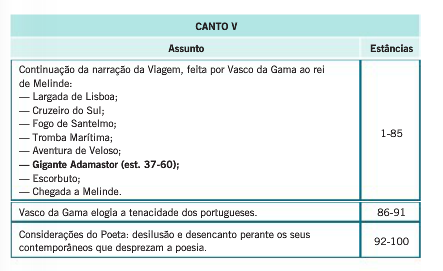 CANTO V
Assunto Estâncias
Continuação da narração da Viagem, feita por Vasco da Gama ao rei
de Melinde:
— Largada de Lisboa;
— Cruzeiro do Sul;
— Fogo de Santelmo;
— Tromba Marítima;
— Aventura de Veloso;
— Gigante Adamastor (est. 37-60);
— Escorbuto;
— Chegada a Melinde.
1-85
Vasco da Gama elogia a tenacidade dos portugueses. 86-91
Considerações do Poeta: desilusão e desencanto perante os seus
contemporâneos que desprezam a poesia.
92-100